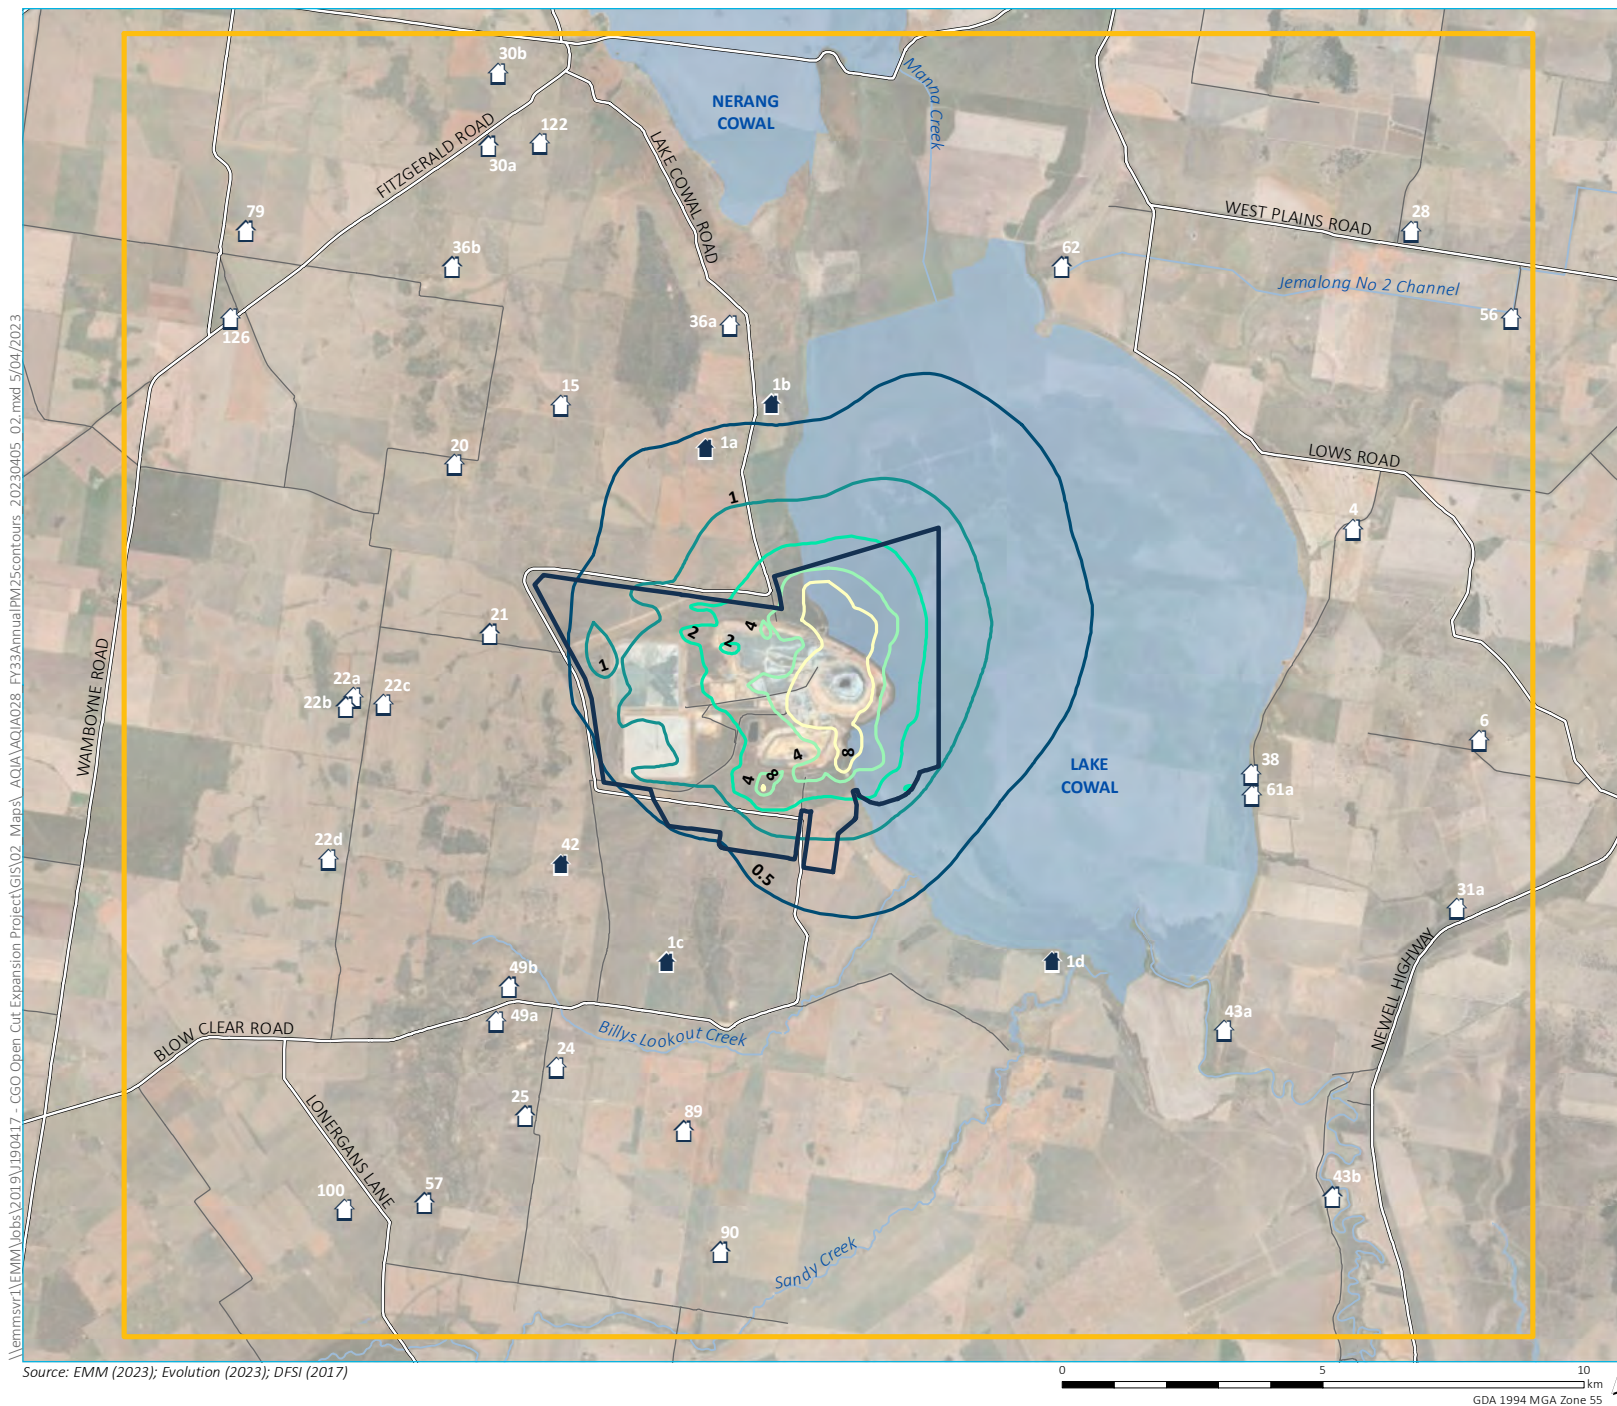 30b
NERANG
COWAL
Manna Creek
122
FITZGERALD ROAD
30a
LAKE COWAL ROAD
79
28
WEST PLAINS ROAD
36b
62
Jemalong No 2 Channel
56
36a
126
15
1b
1a
20
LOWS ROAD
1
4
21
2
2
4
1
WAMBOYNE ROAD
22a
22b
22c
6
4
8
4
8
LAKE
COWAL
38
61a
22d
42
0.5
31a
1c
1d
49b
NEWELL HIGHWAY
49a
43a
BLOW CLEAR ROAD
Billys Lookout Creek
24
25
89
LONERGANS LANE
100
57
43b
90
Sandy Creek
\\emmsvr1\EMM\Jobs\2019\J190417 - CGO Open Cut Expansion Project\GIS\02_Maps\_AQIA\AQIA028_FY33AnnualPM25contours_20230405_02.mxd 5/04/2023
Source: EMM (2023); Evolution (2023); DFSI (2017)
0 5 10
km
GDA 1994 MGA Zone 55